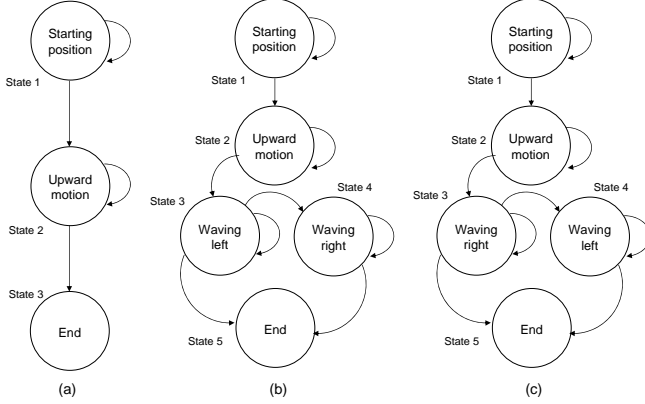 Starting
position
State 1
Upward
motion
State 2
State 3
End
(a)
Starting
position
State 1
State 2
Upward
motion
State 3
State 4
Waving
left
Waving
right
End
State 5
(b)
Starting
position
State 1
State 2
Upward
motion
State 3
State 4
Waving
right
Waving
left
End
State 5
(c)